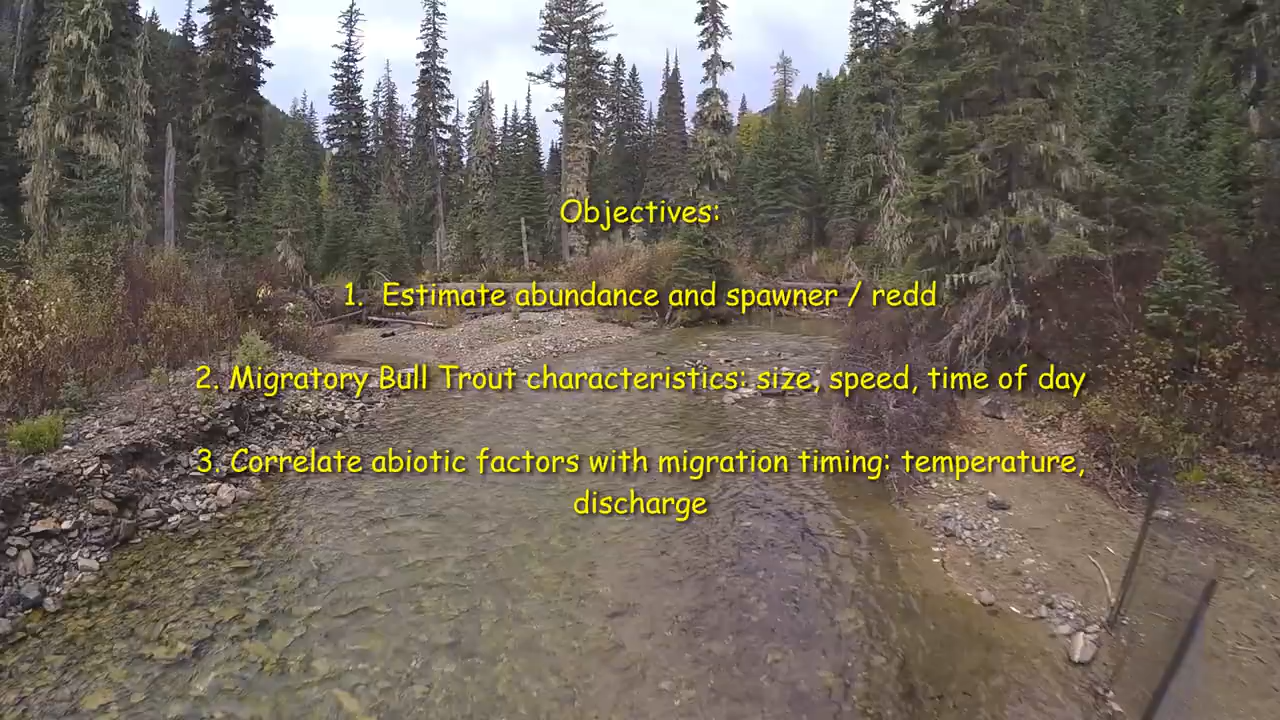 Objectives:
1. Estimate abundance and spawner / redd
2. Migratory Bull Trout characteristics: size, speed, time of day
3. Correlate abiotic factors with migration timing: temperature,
discharge